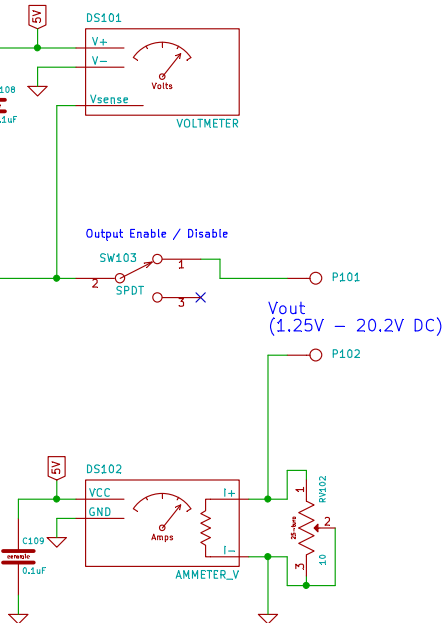 5V
DS101
V+
V-
Volts
108
.1uF
Vsense
VOLTMETER
Output Enable / Disable
SW103
1
2
SPDT
3
P101
Vout
(1.25V - 20.2V DC)
P102
5V
DS102
VCC
GND
I+
Amps
I-
AMMETER_V
C109
ceramic
0.1uF
RV102
1
25-turn
2
3
10